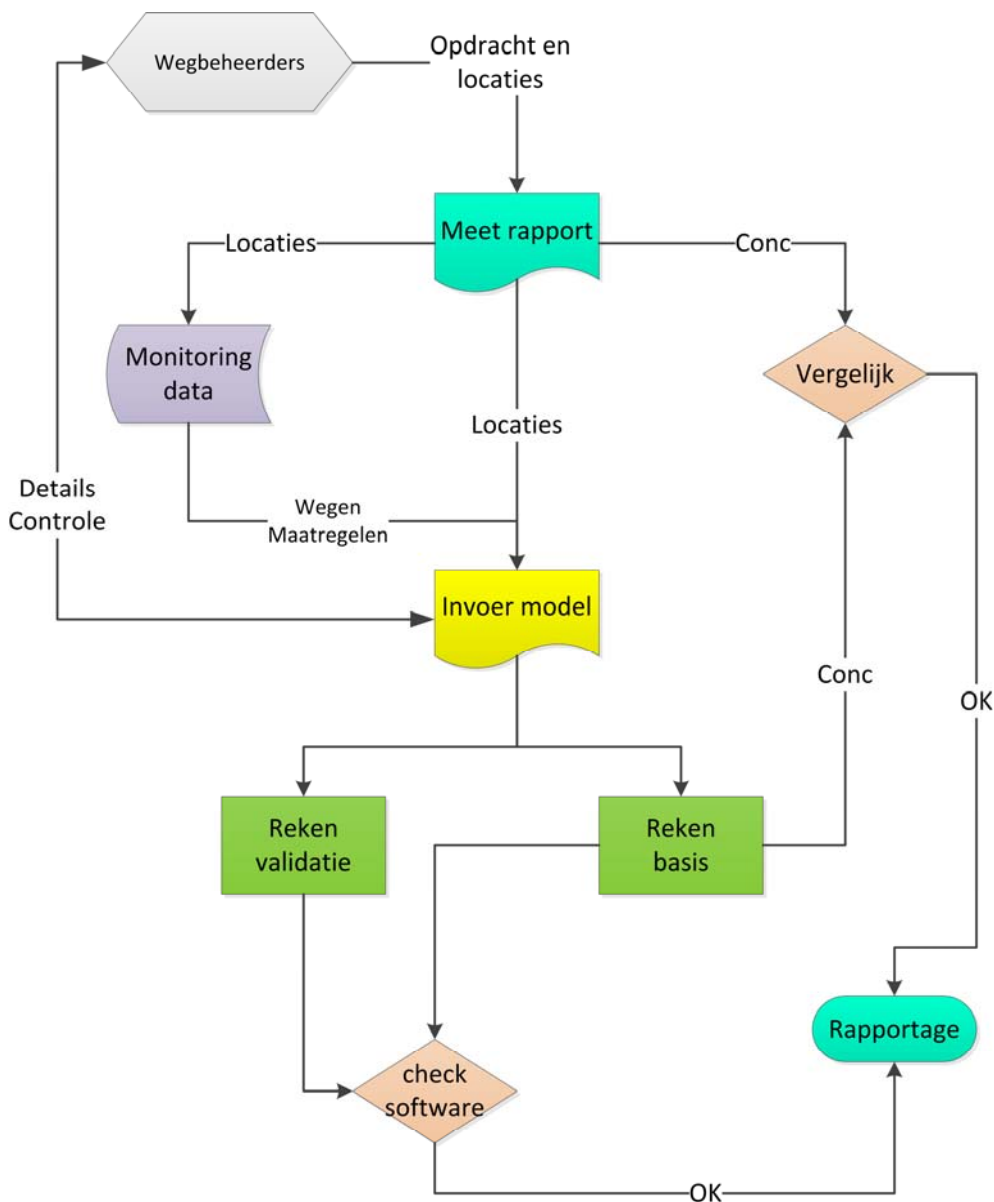 Wegbeheerders
Opdracht en
locaties
Meet rapport
Locaties
Conc
Monitoring
data
Vergelijk
Locaties
Details
Controle
Wegen
Maatregelen
Invoer model
Conc
OK
Reken
validatie
Reken
basis
Rapportage
check
software
OK